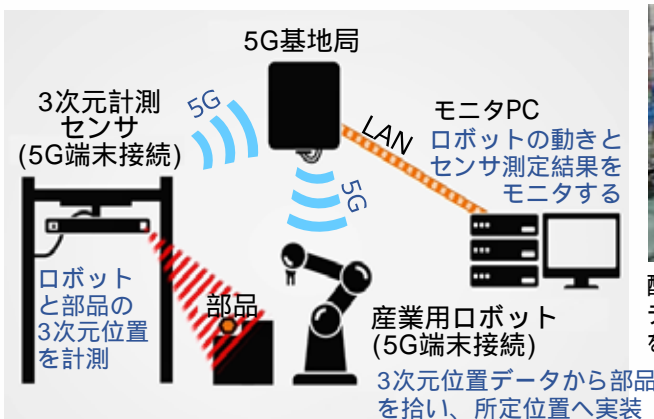 5G基地局
3次元計測
センサ
(5G端末接続)
5G
LAN
5G
モニタPC
ロボットの動きと
センサ測定結果を
モニタする
ロボット
と部品の
3次元位置
を計測
部品
産業用ロボット
(5G端末接続)
3次元位置データから部品
を拾い、所定位置へ実装